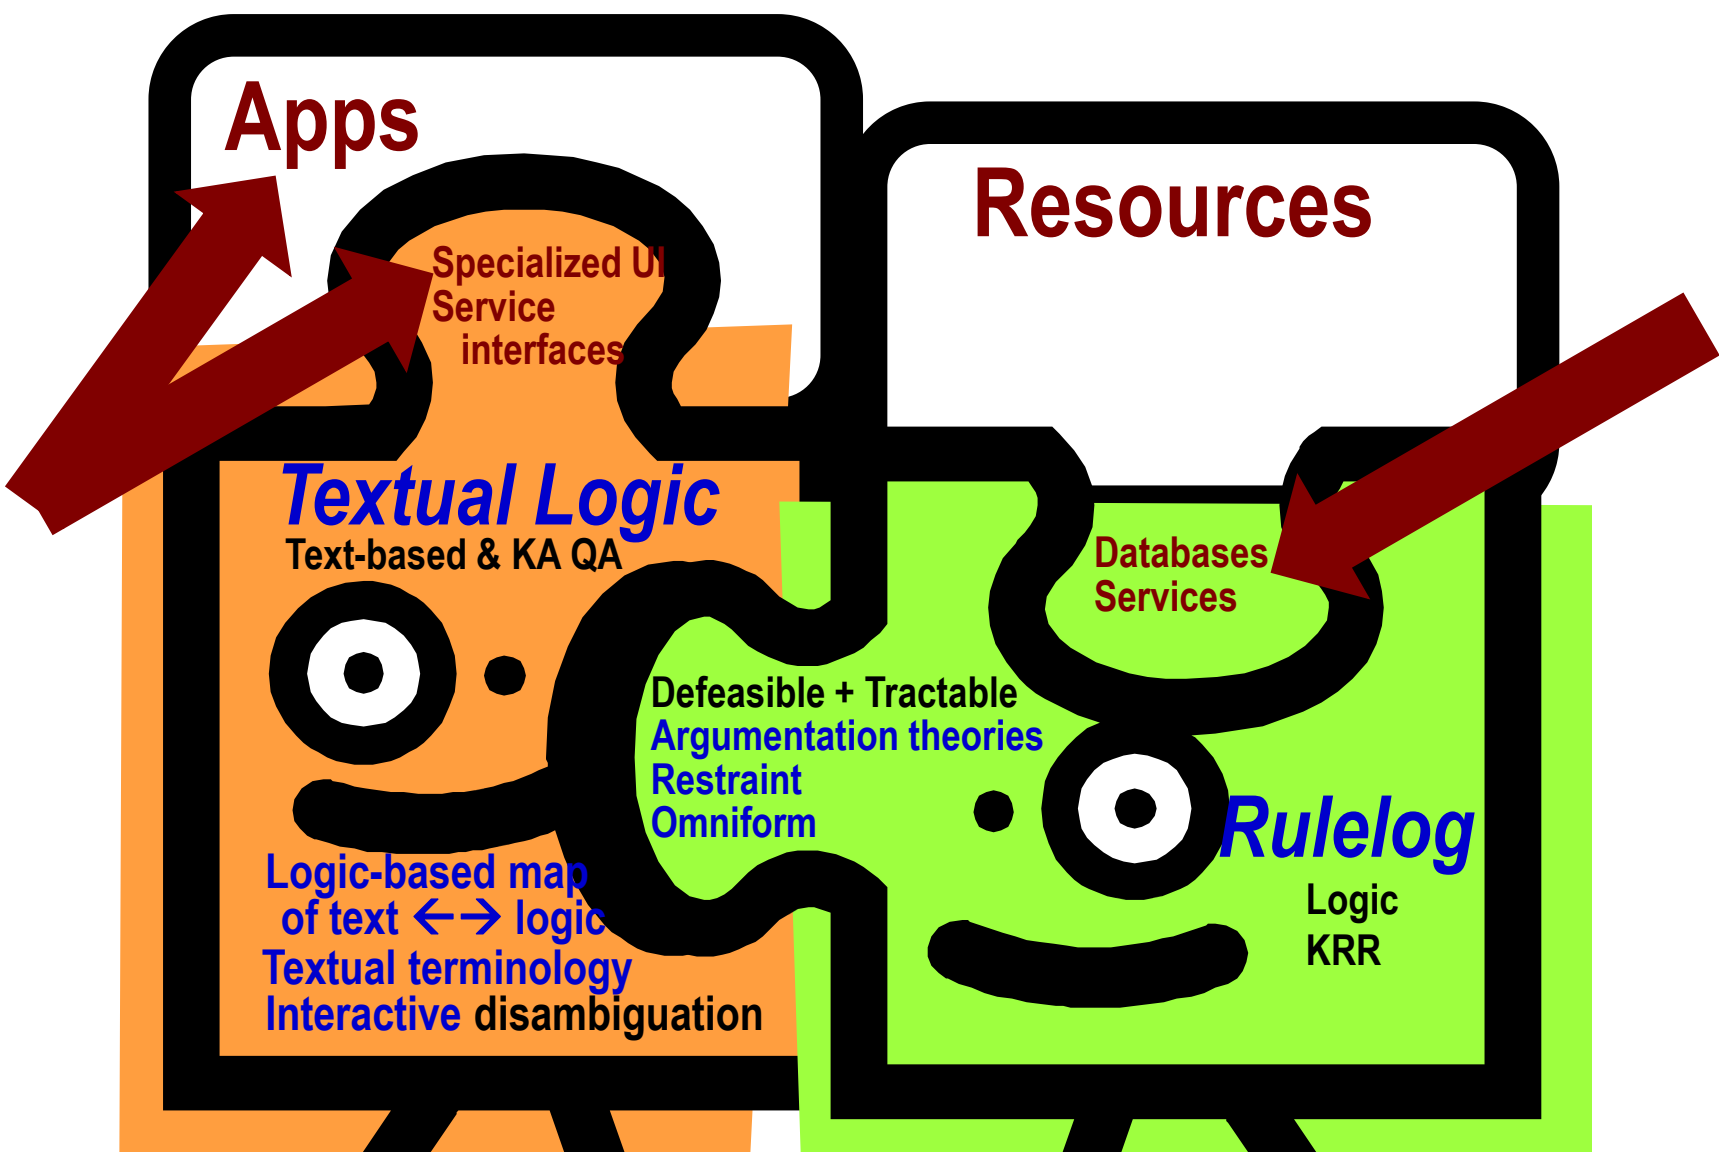 Apps
Resources
Specialized UI
Service
interfaces
Textual Logic
Text-based & KA QA
Databases
Services
Defeasible + Tractable
Argumentation theories
Restraint
Omniform
Rulelog
Logic
KRR
Logic-based map
of text ←→ logic
Textual terminology
Interactive disambiguation